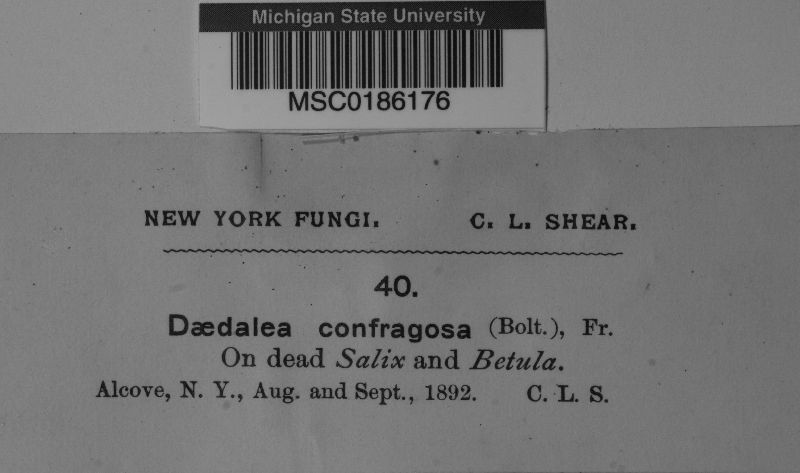 Michigan State University
MSC0186176
NEW YORK FUNGI. C. L. SHEAR.
40.
Dædalea confragosa (Bolt.), Fr.
On dead Salix and Betula.
Alcove, N. Y., Aug. and Sept., 1892. C. L. S.